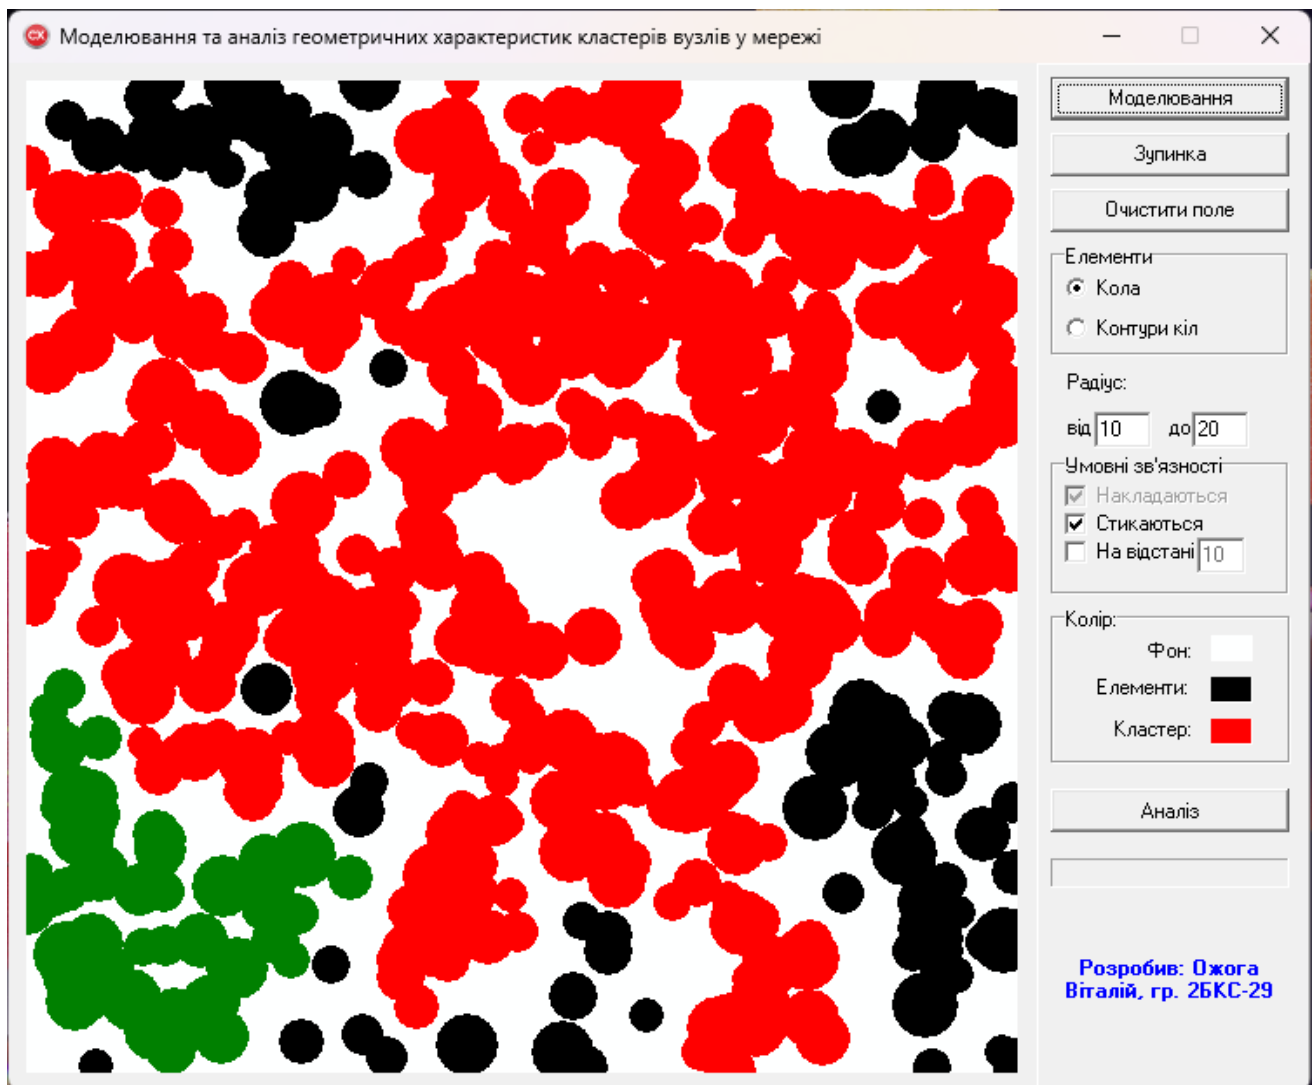 Моделювання та аналіз геометричних характеристик кластерів вузлів у мережі
Моделювання
Зупинка
Очистити поле
Елементи
Кола
Контури кіл
Радіус:
від 10 до 20
Умовні зв'язності
Накладаються
Стикаються
На відстані 10
Колір:
Фон:
Елементи:
Кластер:
Аналіз
Розробив: Ожога
Віталій, гр. 2БКС-29